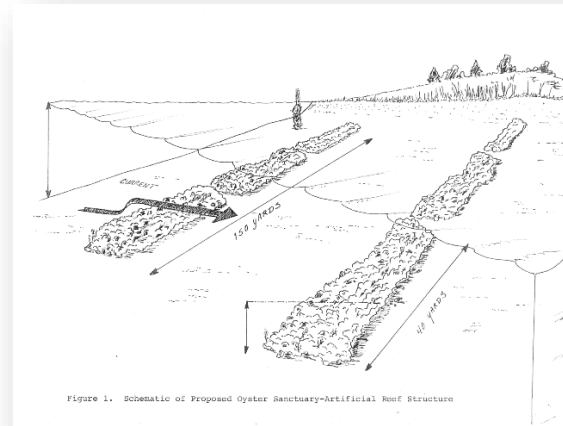 CURRENT
150 YARDS
40 YARDS
Figure 1. Schematic of Proposed Oyster Sanctuary-Artificial Reef Structure